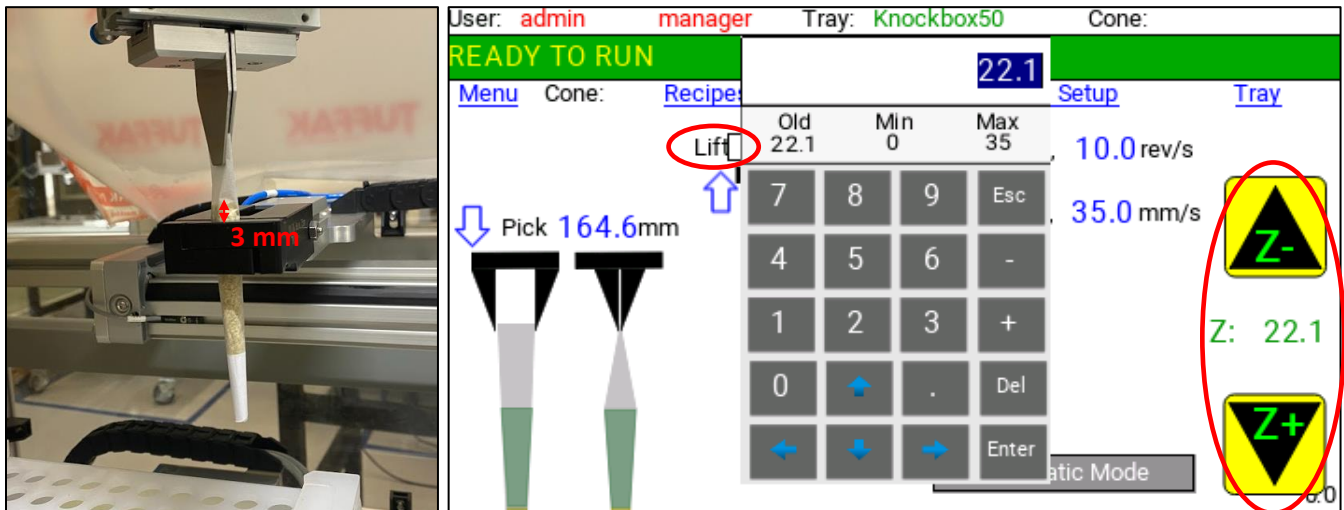 TUFFAK
TUFFAK
3 mm
User: admin manager Tray: Knockbox50 Cone:
READY TO RUN
22.1
Menu Cone: Recipes Setup Tray
Old Min Max
22.1 0 35
Lift
10.0 rev/s
Pick 164.6mm
35.0 mm/s
7 8 9 Esc
4 5 6 -
1 2 3 +
0 . Del
Enter
Z-
Z: 22.1
Z+
atic Mode